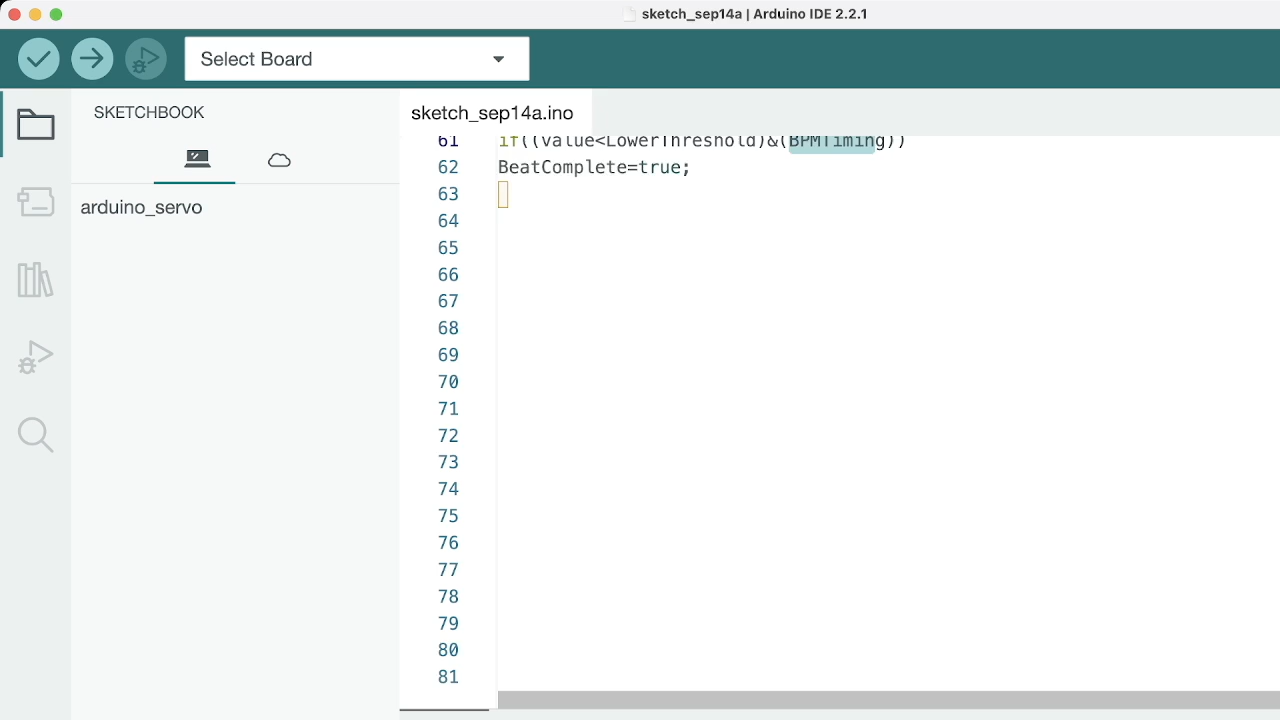 sketch_sep14a | Arduino IDE 2.2.1
Select Board
SKETCHBOOK
sketch_sep14a.ino
arduino_servo
61 if((value<LowerThreshold)&(BPMTiming))
62 BeatComplete=true;
63
64
65
66
67
68
69
70
71
72
73
74
75
76
77
78
79
80
81